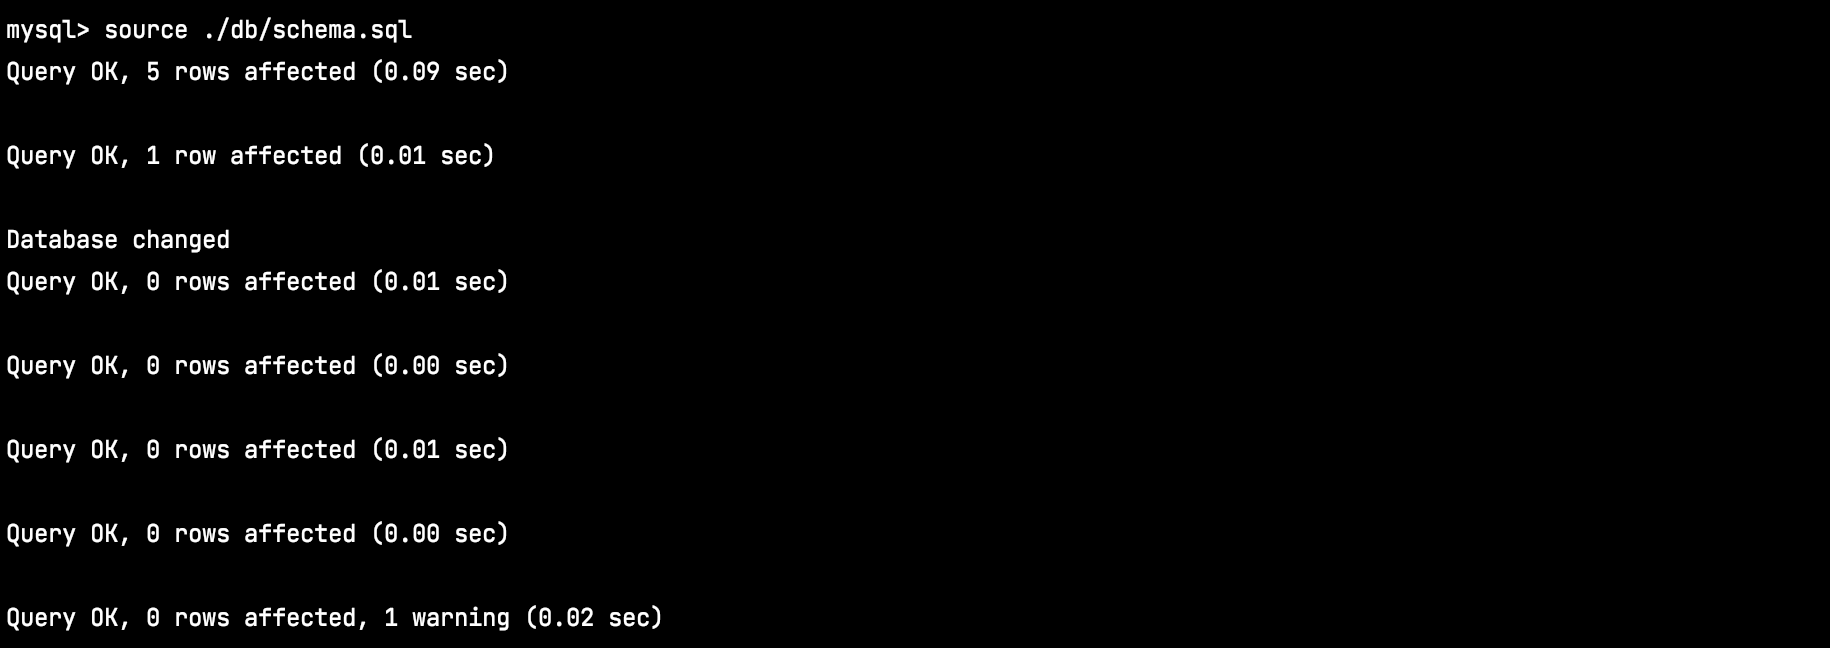 mysql> source ./db/schema.sql
Query OK, 5 rows affected (0.09 sec)
Query OK, 1 row affected (0.01 sec)
Database changed
Query OK, 0 rows affected (0.01 sec)
Query OK, 0 rows affected (0.00 sec)
Query OK, 0 rows affected (0.01 sec)
Query OK, 0 rows affected (0.00 sec)
Query OK, 0 rows affected, 1 warning (0.02 sec)